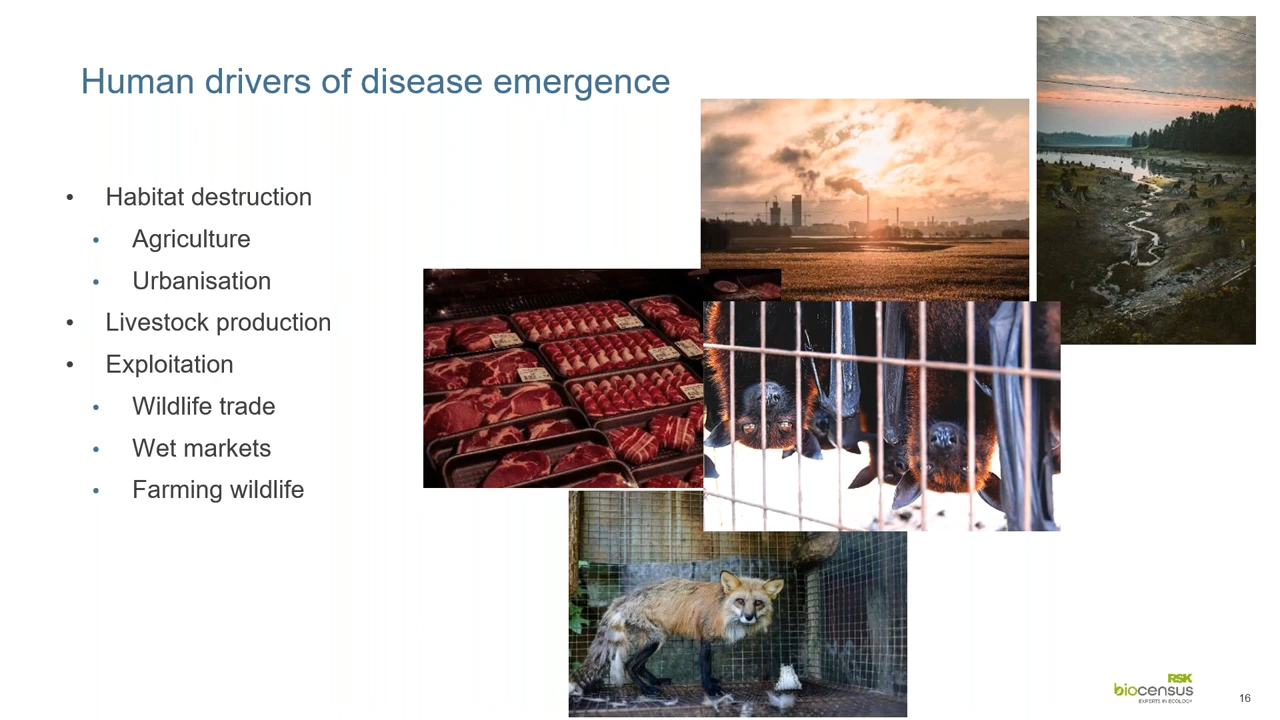 Human drivers of disease emergence
• Habitat destruction
• Agriculture
• Urbanisation
• Livestock production
• Exploitation
• Wildlife trade
• Wet markets
• Farming wildlife
RSK
biocensus
EXPERTS IN ECOLOGY
16